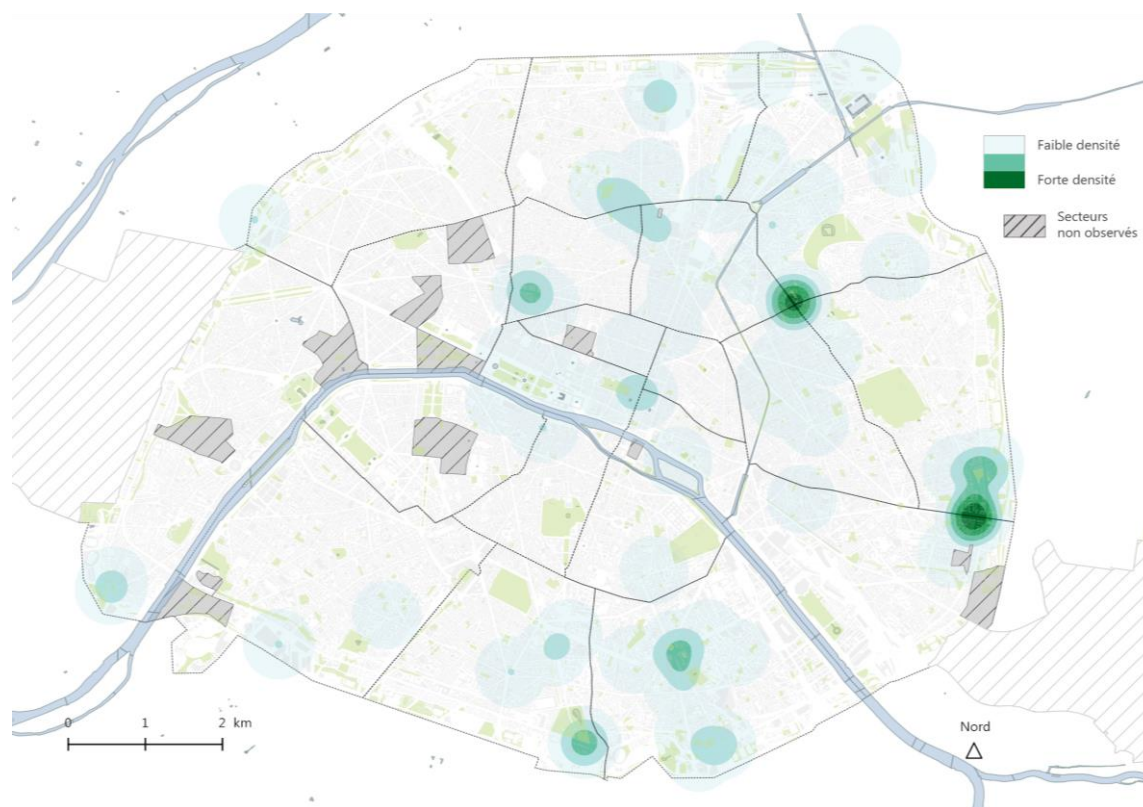 Faible densité
Forte densité
Secteurs
non observés
0 1 2 km
Nord